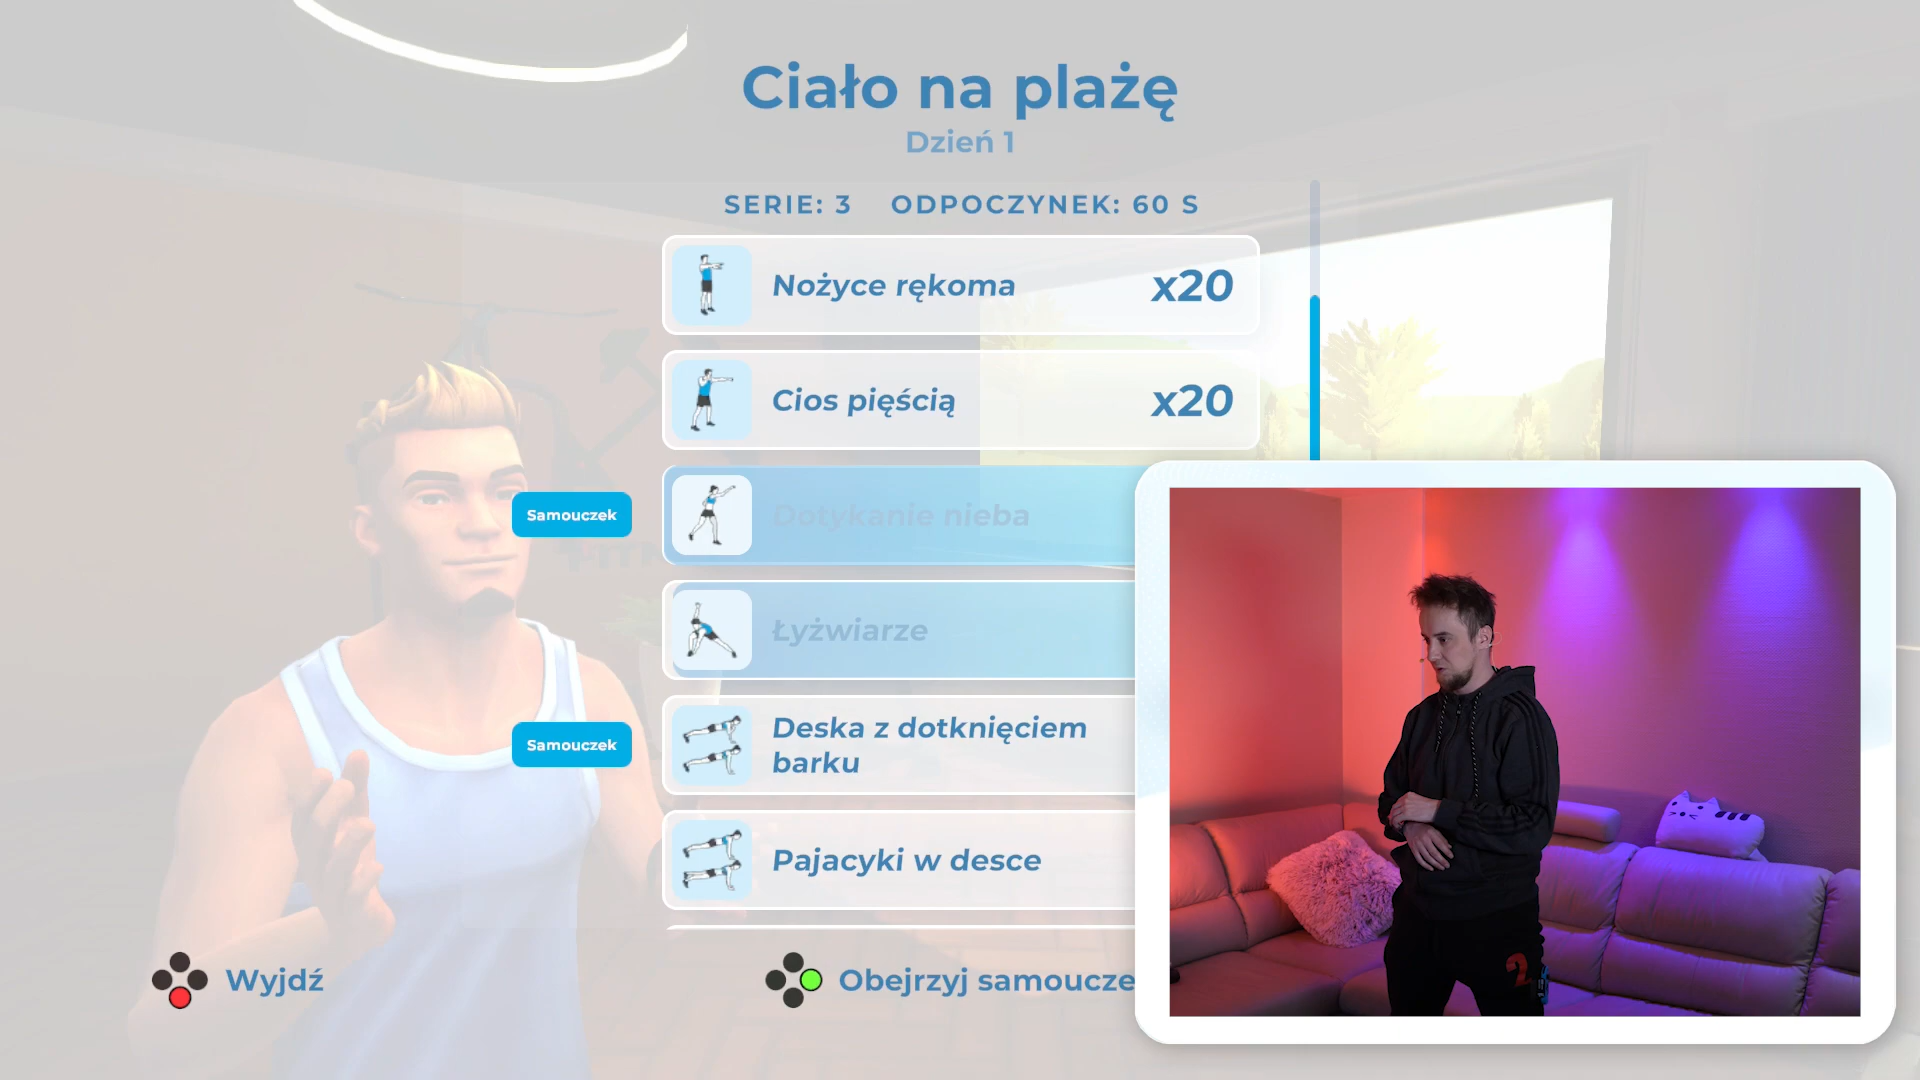 Ciało na plażę
Dzień 1
SERIE: 3 ODPOCZYNEK: 60 S
Nożyce rękoma x20
Cios pięścią x20
Samouczek Dotykanie nieba
Łyżwiarze
Samouczek Deska z dotknięciem
barku
Pajacyki w desce
Wyjdź Obejrzyj samoucze
2